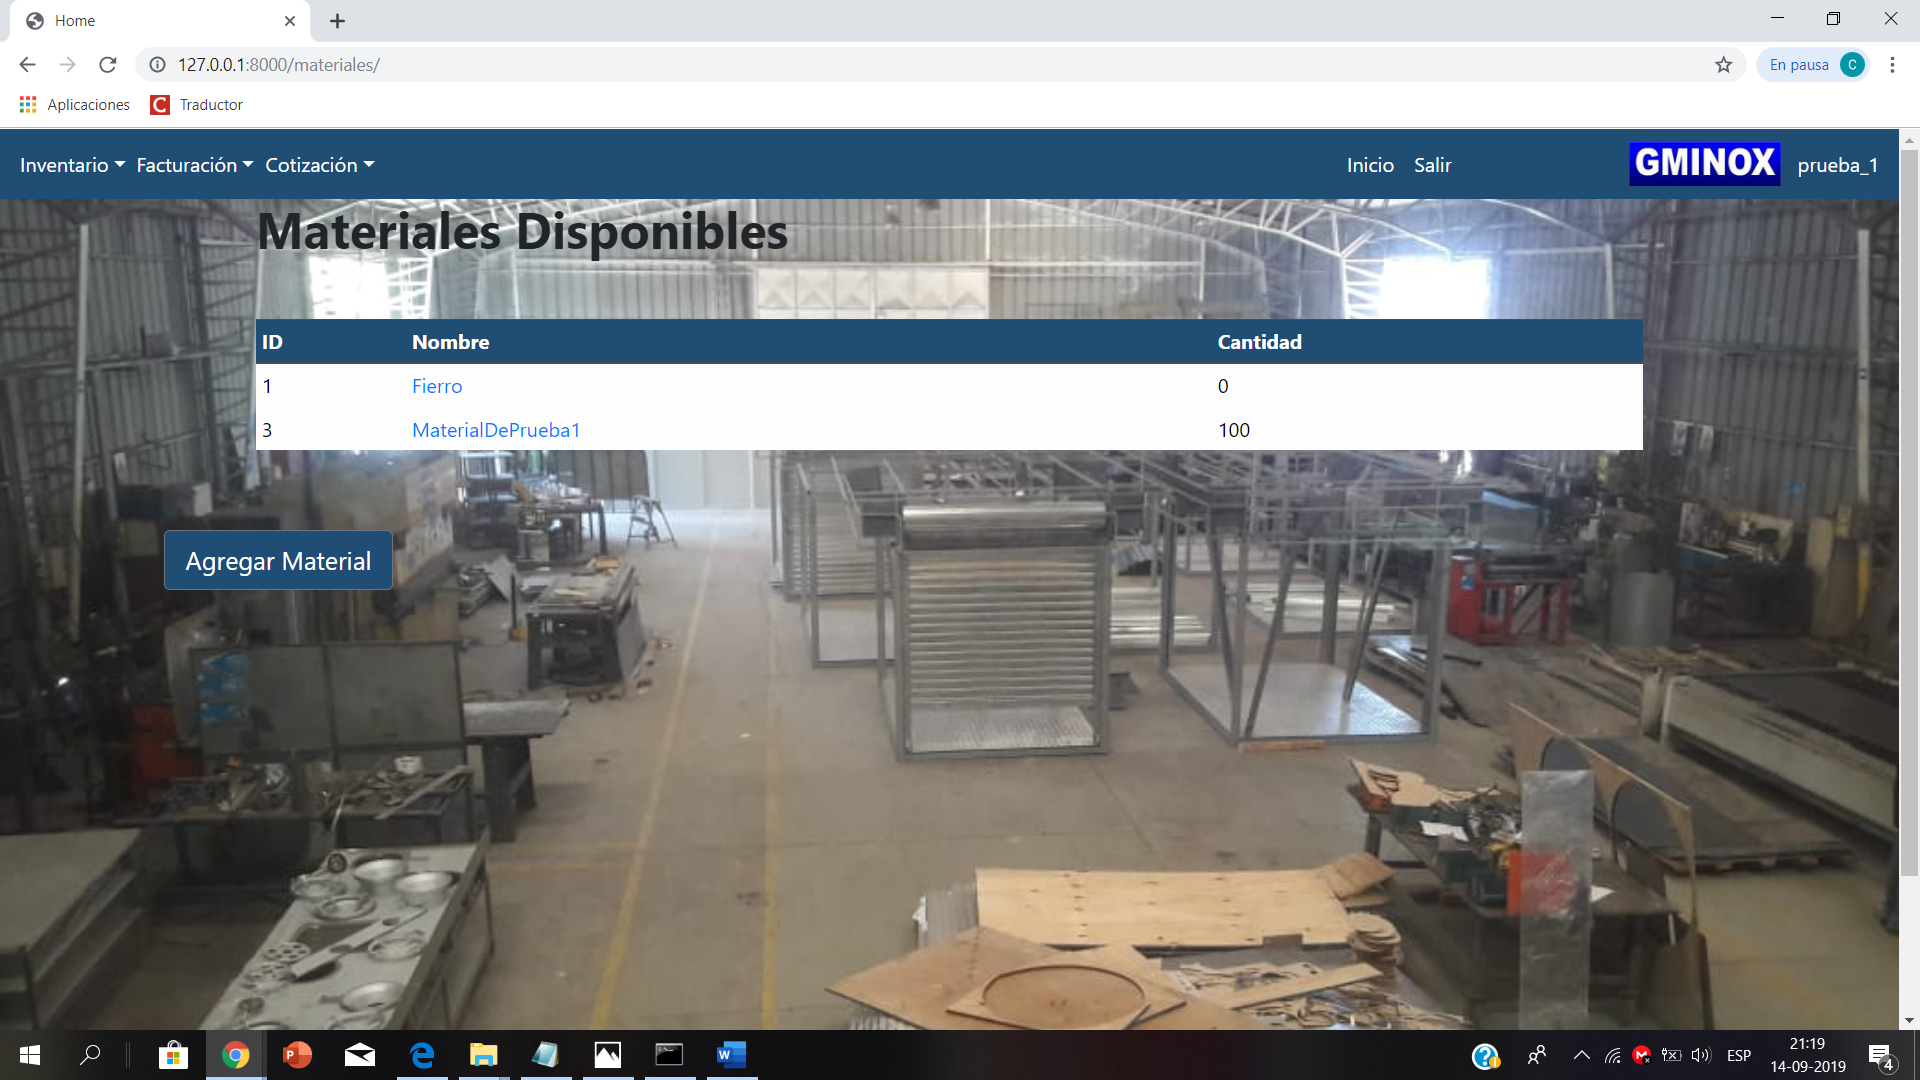 Home
127.0.0.1:8000/materiales/
En pausa C
Aplicaciones C Traductor
Inventario Facturación Cotización Inicio Salir GMINOX prueba_1
Materiales Disponibles
ID Nombre Cantidad
1 Fierro 0
3 MaterialDePrueba1 100
Agregar Material
ESP
21:19
14-09-2019
4